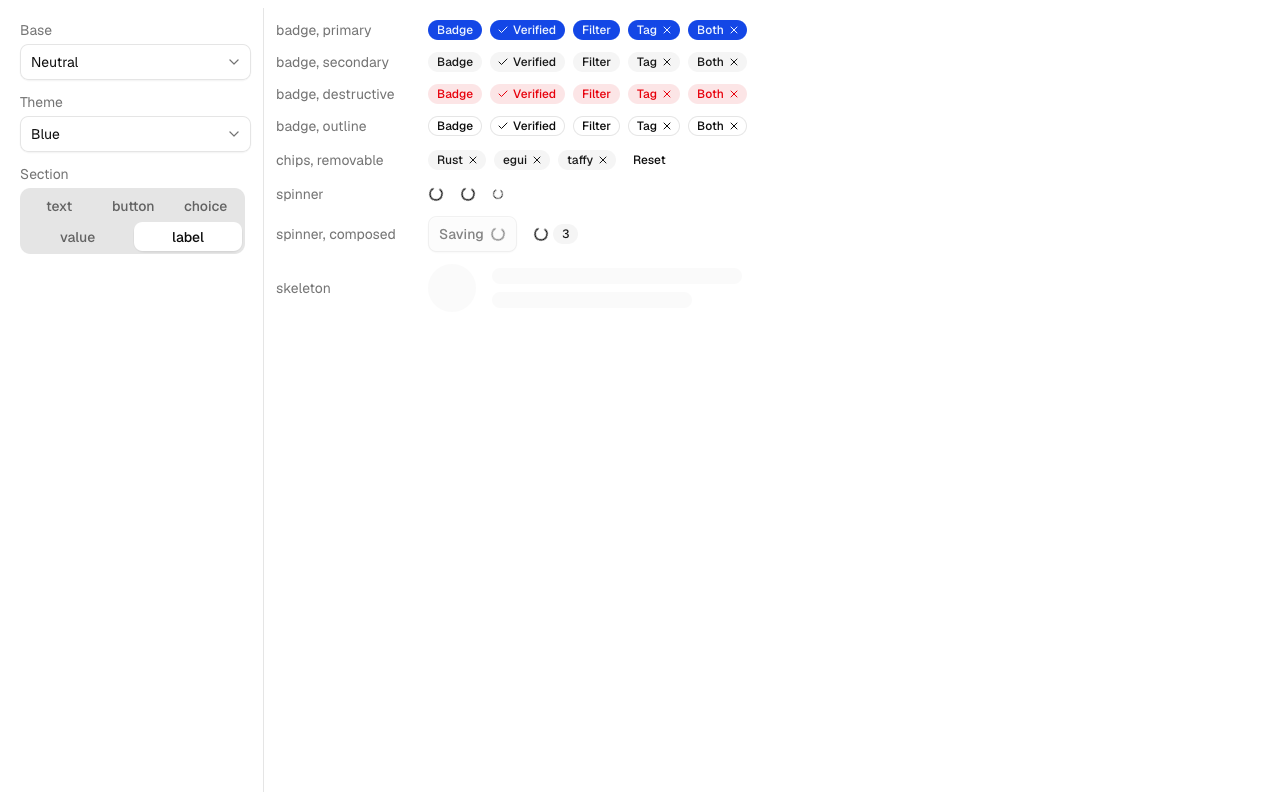 Base
Neutral
Theme
Blue
Section
text button choice
value label
badge, primary Badge Verified Filter Tag Both
badge, secondary Badge Verified Filter Tag Both
badge, destructive Badge Verified Filter Tag Both
badge, outline Badge Verified Filter Tag Both
chips, removable Rust egui taffy Reset
spinner
spinner, composed Saving 3
skeleton